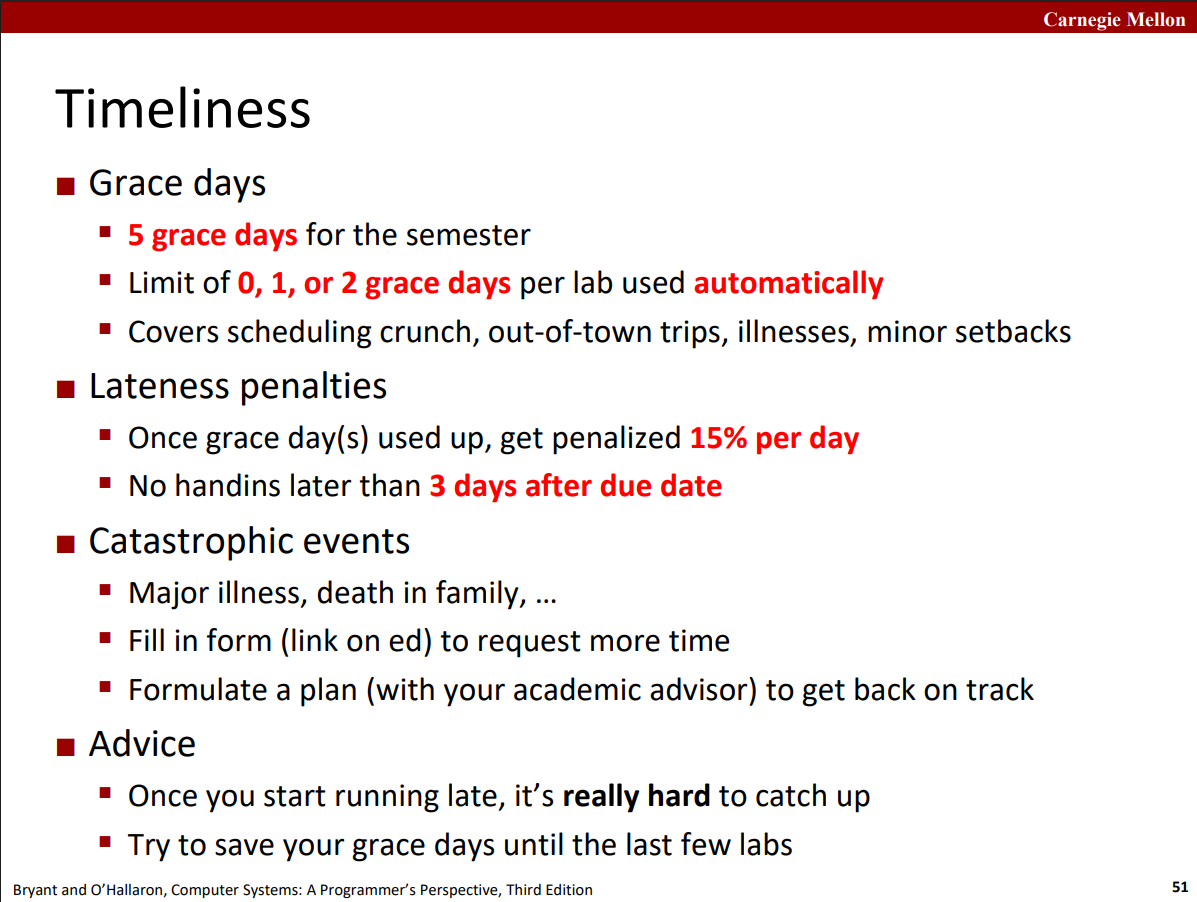 Carnegie Mellon
Timeliness
■ Grace days
▪ 5 grace days for the semester
▪ Limit of 0, 1, or 2 grace days per lab used automatically
▪ Covers scheduling crunch, out-of-town trips, illnesses, minor setbacks
■ Lateness penalties
▪ Once grace day(s) used up, get penalized 15% per day
▪ No handins later than 3 days after due date
■ Catastrophic events
▪ Major illness, death in family, …
▪ Fill in form (link on ed) to request more time
▪ Formulate a plan (with your academic advisor) to get back on track
■ Advice
▪ Once you start running late, it’s really hard to catch up
▪ Try to save your grace days until the last few labs
Bryant and O’Hallaron, Computer Systems: A Programmer’s Perspective, Third Edition
51